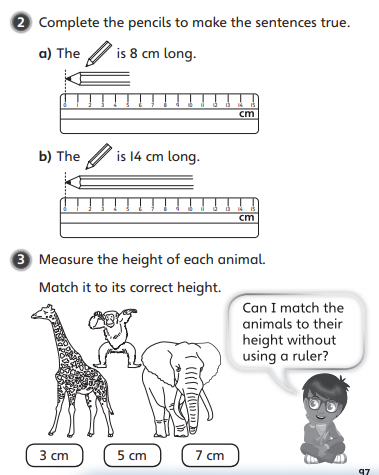 2 Complete the pencils to make the sentences true.
a) The is 8 cm long.
0 1 2 3 4 5 6 7 8 9 10 11 12 13 14 15
cm
b) The is 14 cm long.
0 1 2 3 4 5 6 7 8 9 10 11 12 13 14 15
cm
3 Measure the height of each animal.
Match it to its correct height.
Can I match the
animals to their
height without
using a ruler?
3 cm 5 cm 7 cm
97